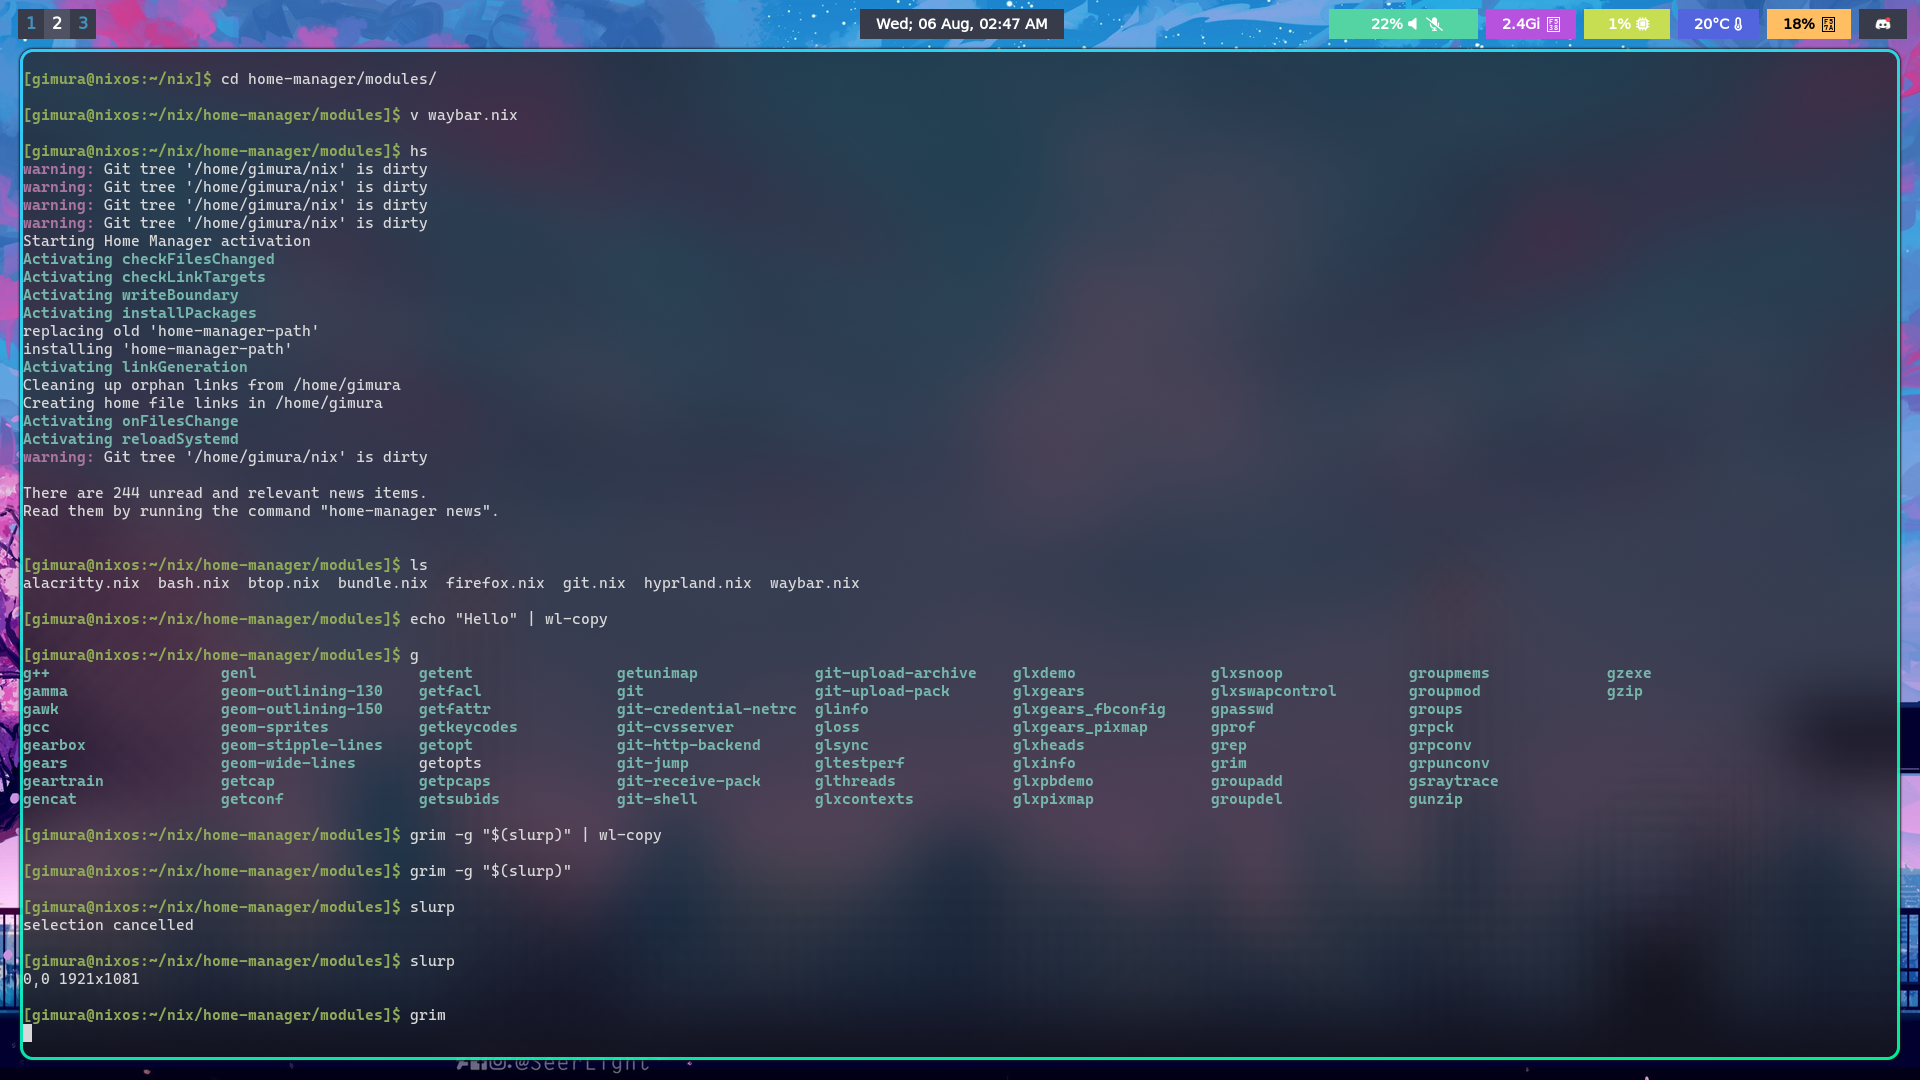 1 2 3
Wed; 06 Aug, 02:47 AM
22%
2.4Gi
1%
20°C
18%
[gimura@nixos:~/nix]$ cd home-manager/modules/
[gimura@nixos:~/nix/home-manager/modules]$ v waybar.nix
[gimura@nixos:~/nix/home-manager/modules]$ hs
warning: Git tree '/home/gimura/nix' is dirty
warning: Git tree '/home/gimura/nix' is dirty
warning: Git tree '/home/gimura/nix' is dirty
warning: Git tree '/home/gimura/nix' is dirty
Starting Home Manager activation
Activating checkFilesChanged
Activating checkLinkTargets
Activating writeBoundary
Activating installPackages
replacing old 'home-manager-path'
installing 'home-manager-path'
Activating linkGeneration
Cleaning up orphan links from /home/gimura
Creating home file links in /home/gimura
Activating onFilesChange
Activating reloadSystemd
warning: Git tree '/home/gimura/nix' is dirty
There are 244 unread and relevant news items.
Read them by running the command "home-manager news".
[gimura@nixos:~/nix/home-manager/modules]$ ls
alacritty.nix  bash.nix  btop.nix  bundle.nix  firefox.nix  git.nix  hyprland.nix  waybar.nix
[gimura@nixos:~/nix/home-manager/modules]$ echo "Hello" | wl-copy
[gimura@nixos:~/nix/home-manager/modules]$ g
g++ genl getent getunimap git-upload-archive glxdemo glxsnoop groupmems gzexe
gamma geom-outlining-130 getfacl git git-upload-pack glxgears glxswapcontrol groupmod gzip
gawk geom-outlining-150 getfattr git-credential-netrc glinfo glxgears_fbconfig gpasswd groups
gcc geom-sprites getkeycodes git-cvsserver gloss glxgears_pixmap gprof grpck
gearbox geom-stipple-lines getopt git-http-backend glsync glxheads grep grpconv
gears geom-wide-lines getopts git-jump gltestperf glxinfo grim grpunconv
geartrain getcap getpcaps git-receive-pack glthreads glxpbdemo groupadd gsraytrace
gencat getconf getsubids git-shell glxcontexts glxpixmap groupdel gunzip
[gimura@nixos:~/nix/home-manager/modules]$ grim -g "$(slurp)" | wl-copy
[gimura@nixos:~/nix/home-manager/modules]$ grim -g "$(slurp)"
[gimura@nixos:~/nix/home-manager/modules]$ slurp
selection cancelled
[gimura@nixos:~/nix/home-manager/modules]$ slurp
0,0 1921x1081
[gimura@nixos:~/nix/home-manager/modules]$ grim
@SeerLight